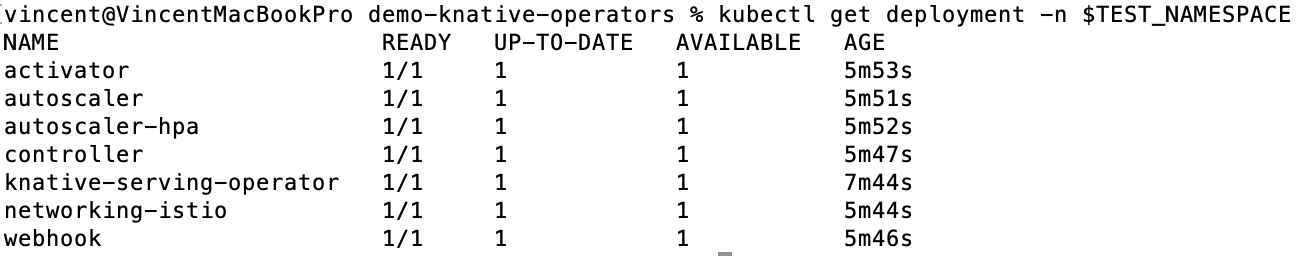 vincent@VincentMacBookPro demo-knative-operators % kubectl get deployment -n $TEST_NAMESPACE
NAME READY UP-TO-DATE AVAILABLE AGE
activator 1/1 1 1 5m53s
autoscaler 1/1 1 1 5m51s
autoscaler-hpa 1/1 1 1 5m52s
controller 1/1 1 1 5m47s
knative-serving-operator 1/1 1 1 7m44s
networking-istio 1/1 1 1 5m44s
webhook 1/1 1 1 5m46s